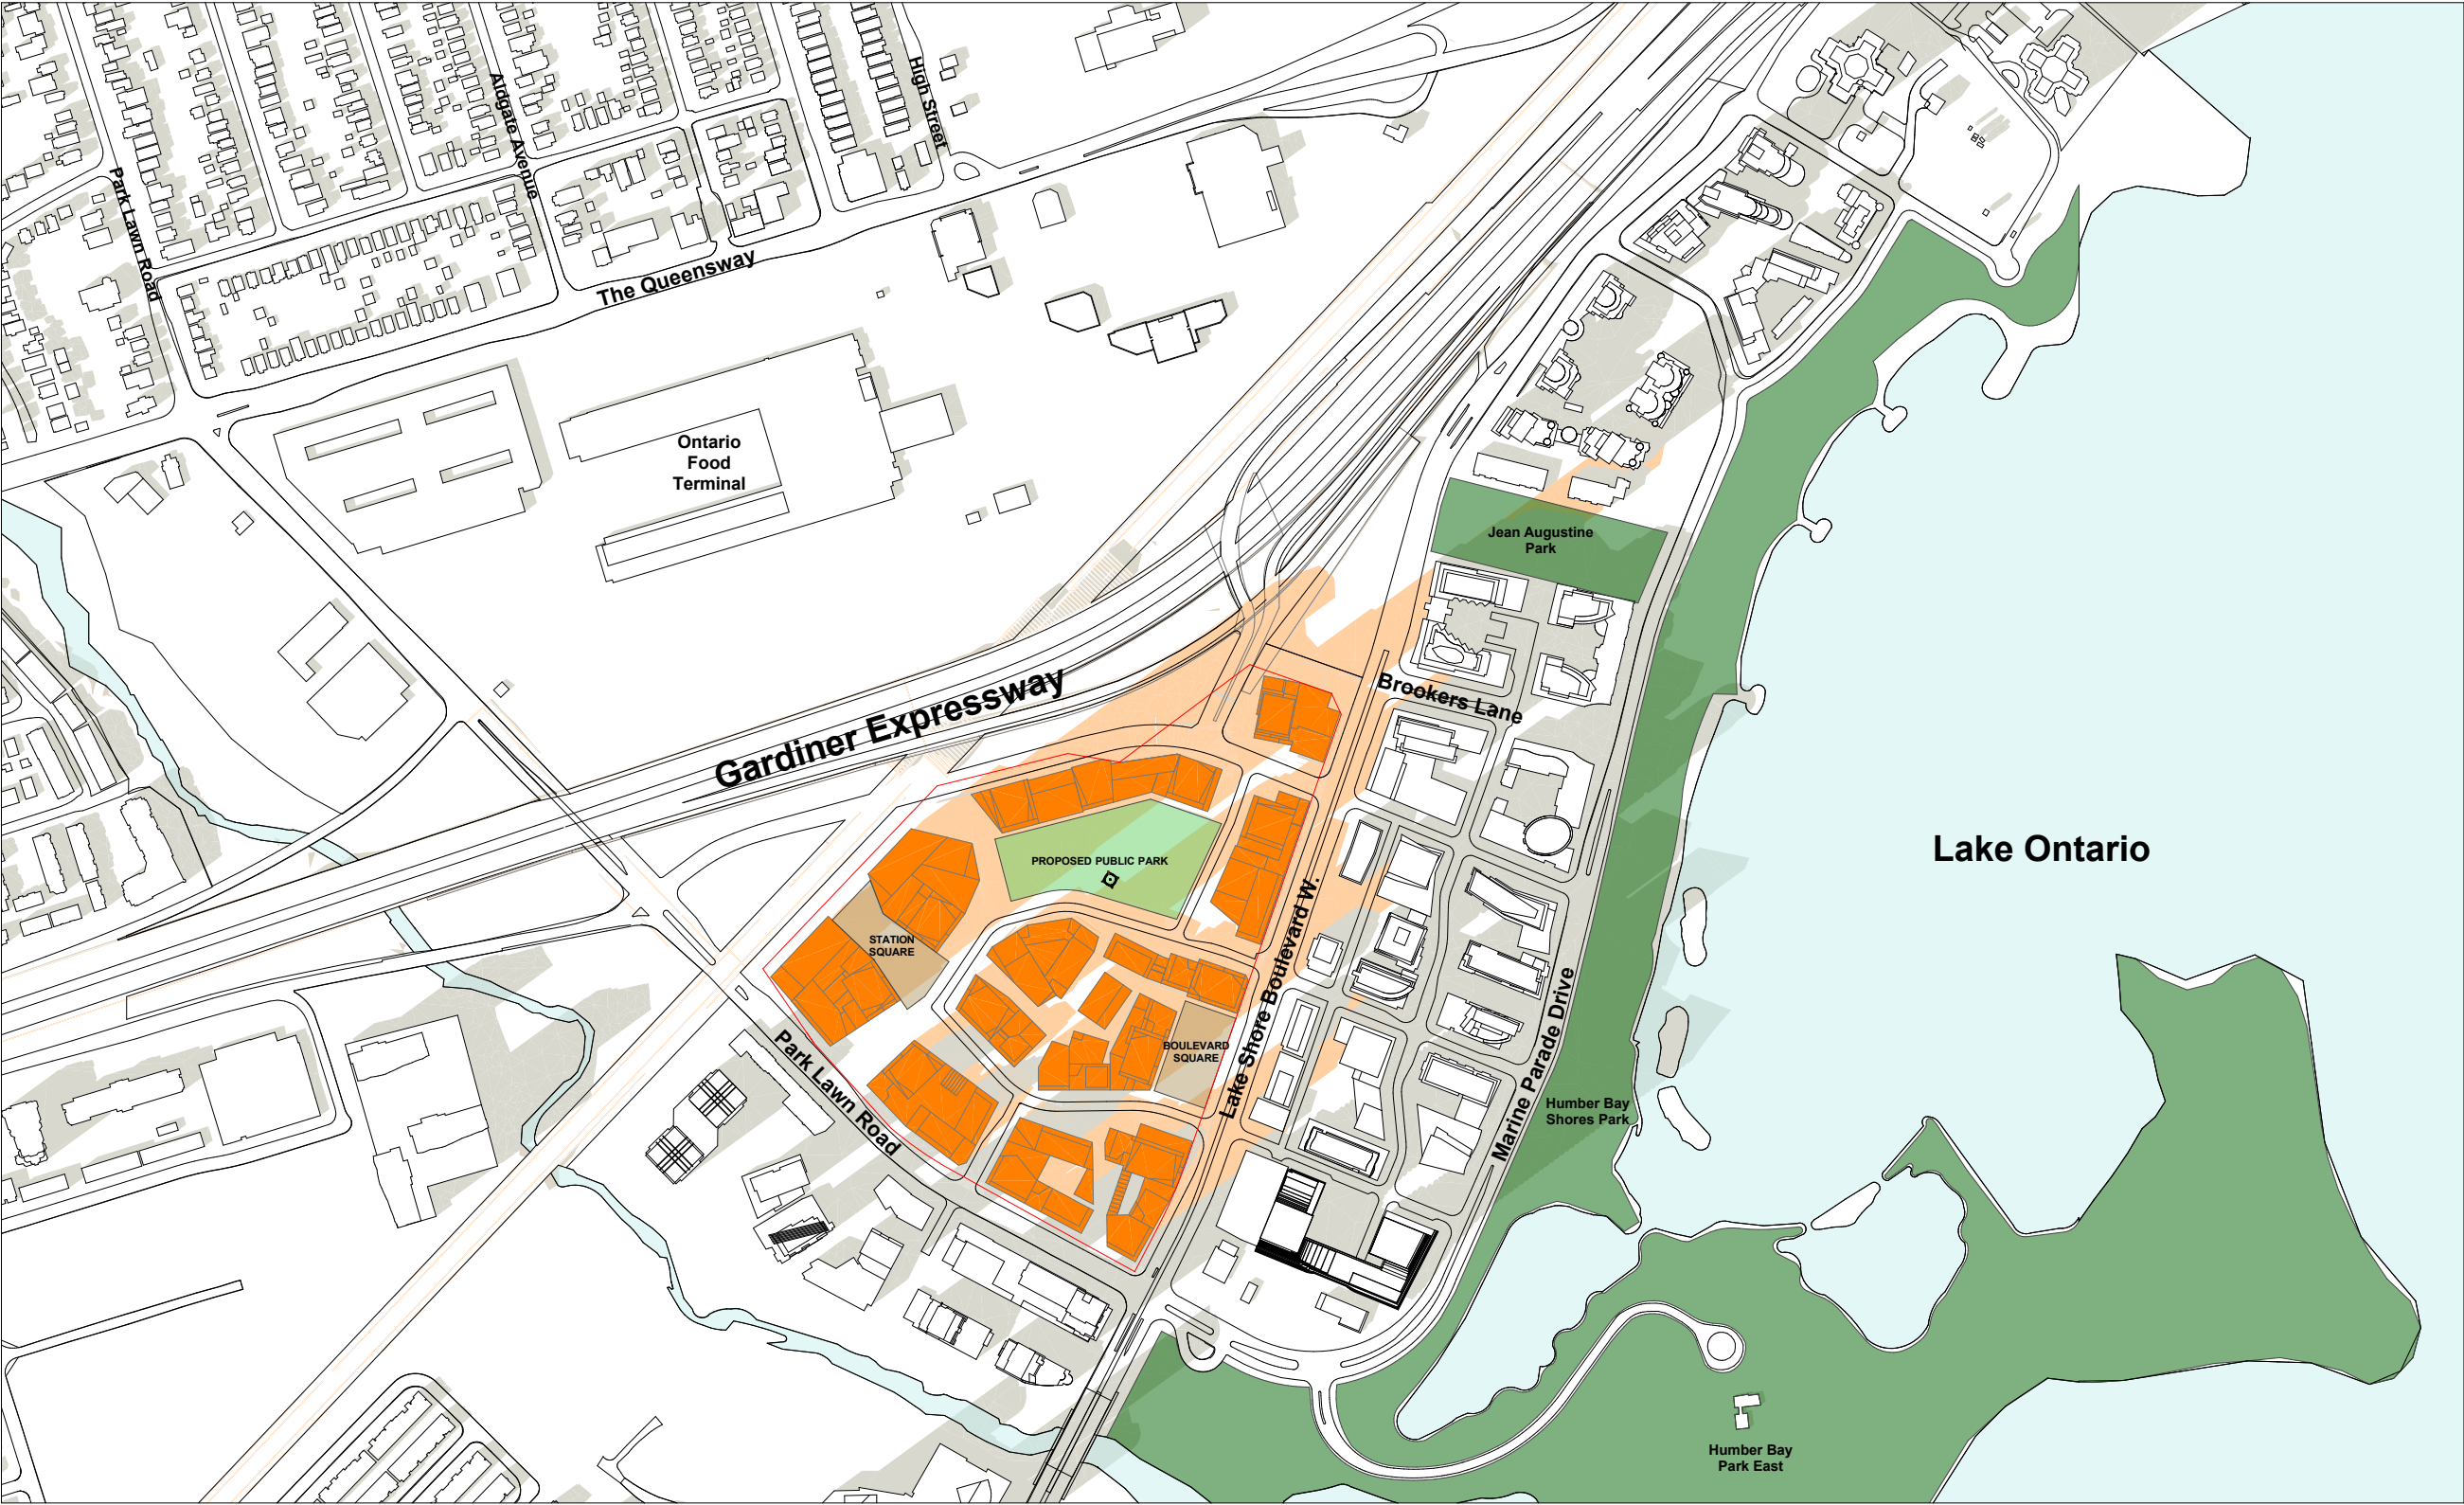 High Street
Aldgate Avenue
Park Lawn Road
The Queensway
Ontario
Food
Terminal
Jean Augustine
Park
Gardiner Expressway
Brookers Lane
Lake Ontario
PROPOSED PUBLIC PARK
STATION
SQUARE
Lake Shore Boulevard W.
BOULEVARD
SQUARE
Park Lawn Road
Marine Parade Drive
Humber Bay
Shores Park
Humber Bay
Park East